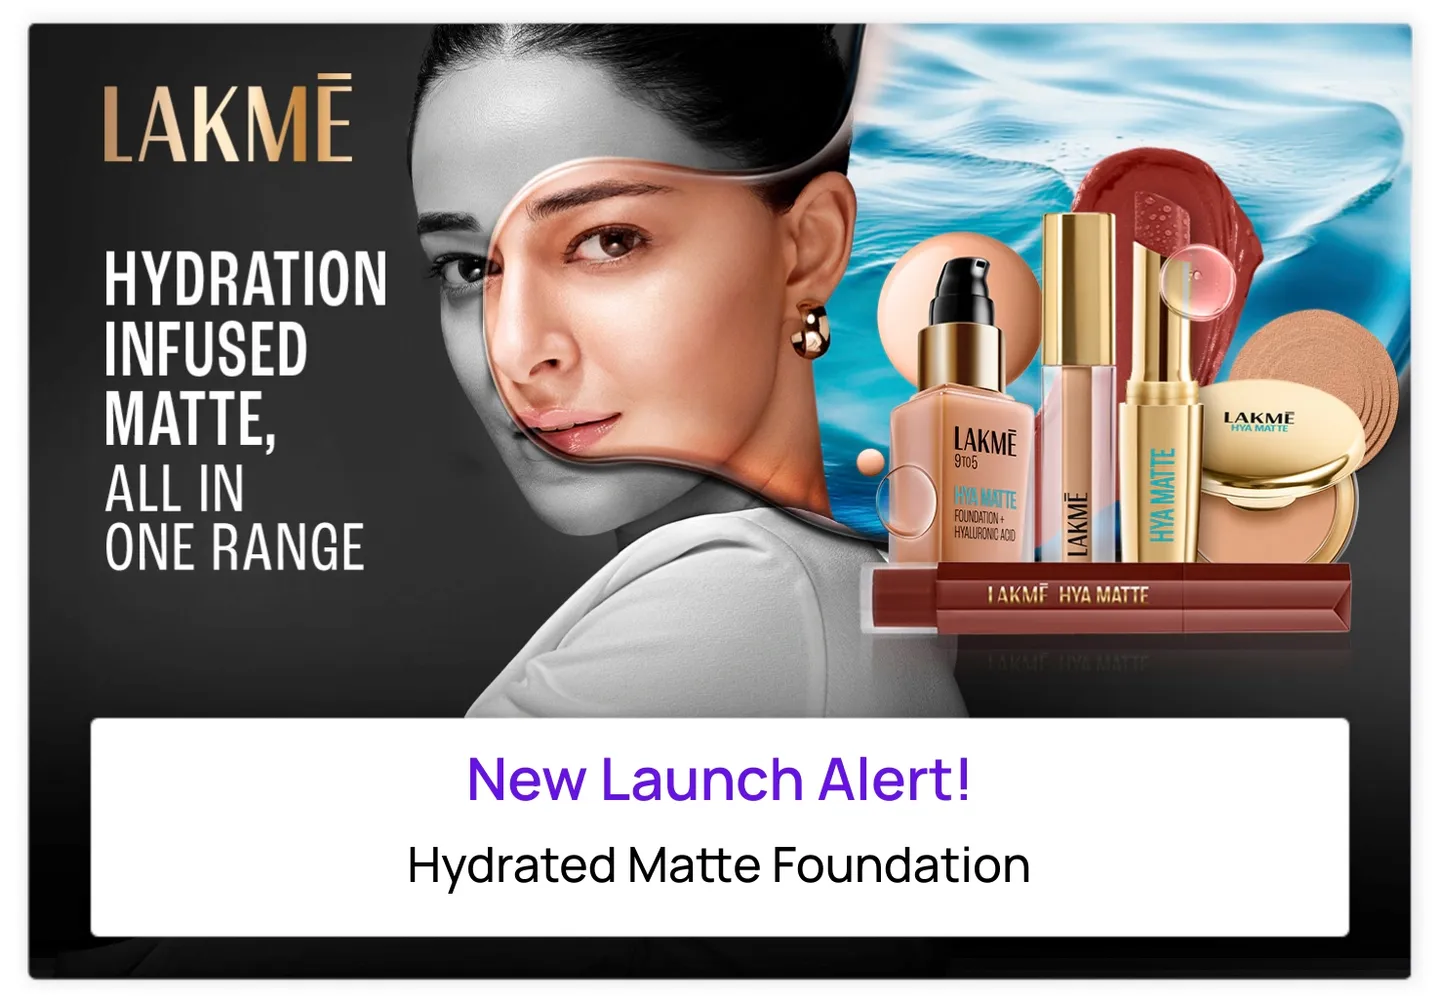 LAKMĒ
HYDRATION
INFUSED
MATTE,
ALL IN
ONE RANGE
LAKMĒ
9TO5
HYA MATTE
FOUNDATION +
HYALURONIC ACID
LAKMĒ
HYA MATTE
LAKMĒ
HYA MATTE
LAKMĒ HYA MATTE
New Launch Alert!
Hydrated Matte Foundation